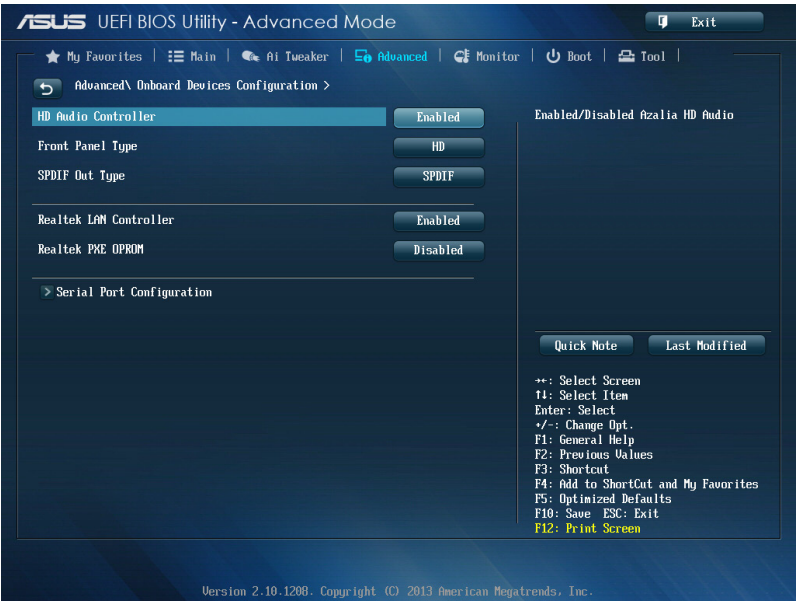 ASUS UEFI BIOS Utility - Advanced Mode
Exit
My Favorites | Main | Ai Tweaker | Advanced | Monitor | Boot | Tool |
Advanced\ Onboard Devices Configuration >
HD Audio Controller Enabled
Front Panel Type HD
SPDIF Out Type SPDIF
Realtek LAN Controller Enabled
Realtek PXE OPROM Disabled
> Serial Port Configuration
Enabled/Disabled Azalia HD Audio
Quick Note Last Modified
→←: Select Screen
↑↓: Select Item
Enter: Select
+/-: Change Opt.
F1: General Help
F2: Previous Values
F3: Shortcut
F4: Add to ShortCut and My Favorites
F5: Optimized Defaults
F10: Save ESC: Exit
F12: Print Screen
Version 2.10.1208. Copyright (C) 2013 American Megatrends, Inc.